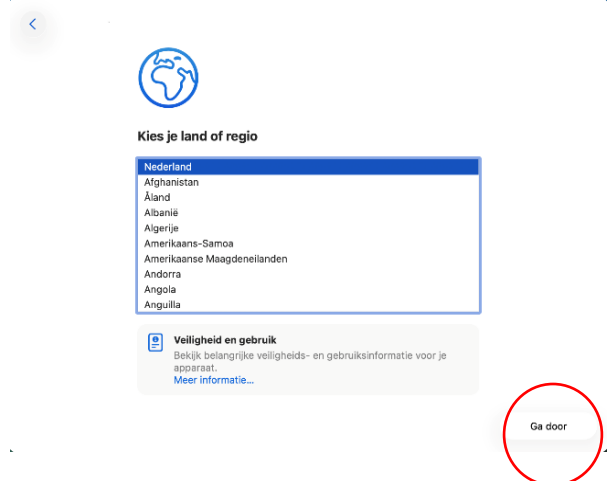 Kies je land of regio
Nederland
Afghanistan
Åland
Albanië
Algerije
Amerikaans-Samoa
Amerikaanse Maagdeneilanden
Andorra
Angola
Anguilla
Veiligheid en gebruik
Bekijk belangrijke veiligheids- en gebruiksinformatie voor je
apparaat.
Meer informatie...
Ga door